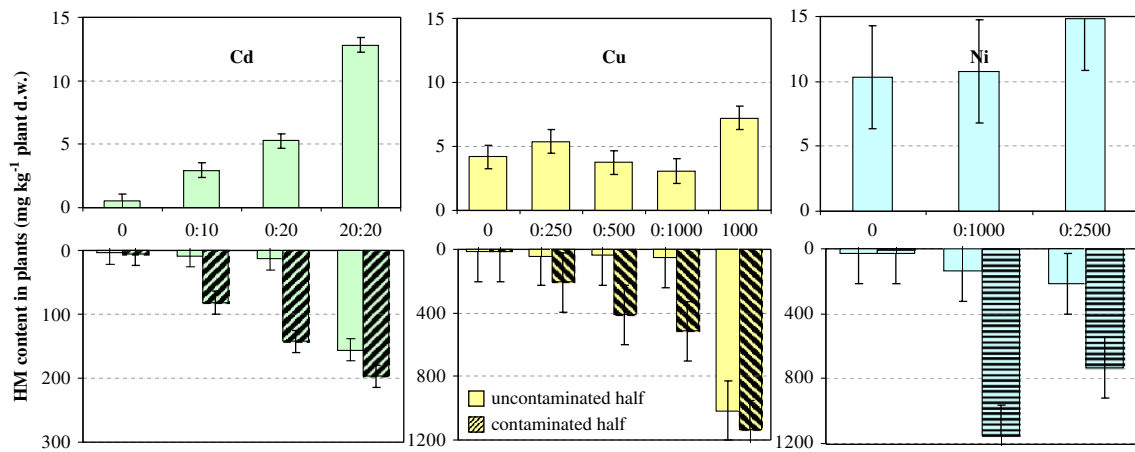 HM content in plants (mg kg⁻¹ plant d.w.)
Cd
15
10
5
0
0 0:10 0:20 20:20
0
100
200
300
Cu
15
10
5
0
0 0:250 0:500 0:1000 1000
0
400
800
1200
uncontaminated half
contaminated half
Ni
15
10
5
0
0 0:1000 0:2500
0
400
800
1200